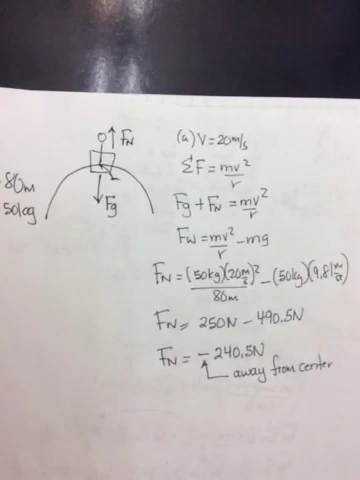 FN
(a) V = 20m/s
ΣF = mv²/r
80m
50kg
Fg
Fg + FN = mv²/r
FN = mv²/r - mg
FN = (50kg)(20m/s)²/80m - (50kg)(9.81m/s²)
FN = 250N - 490.5N
FN = - 240.5N
away from center